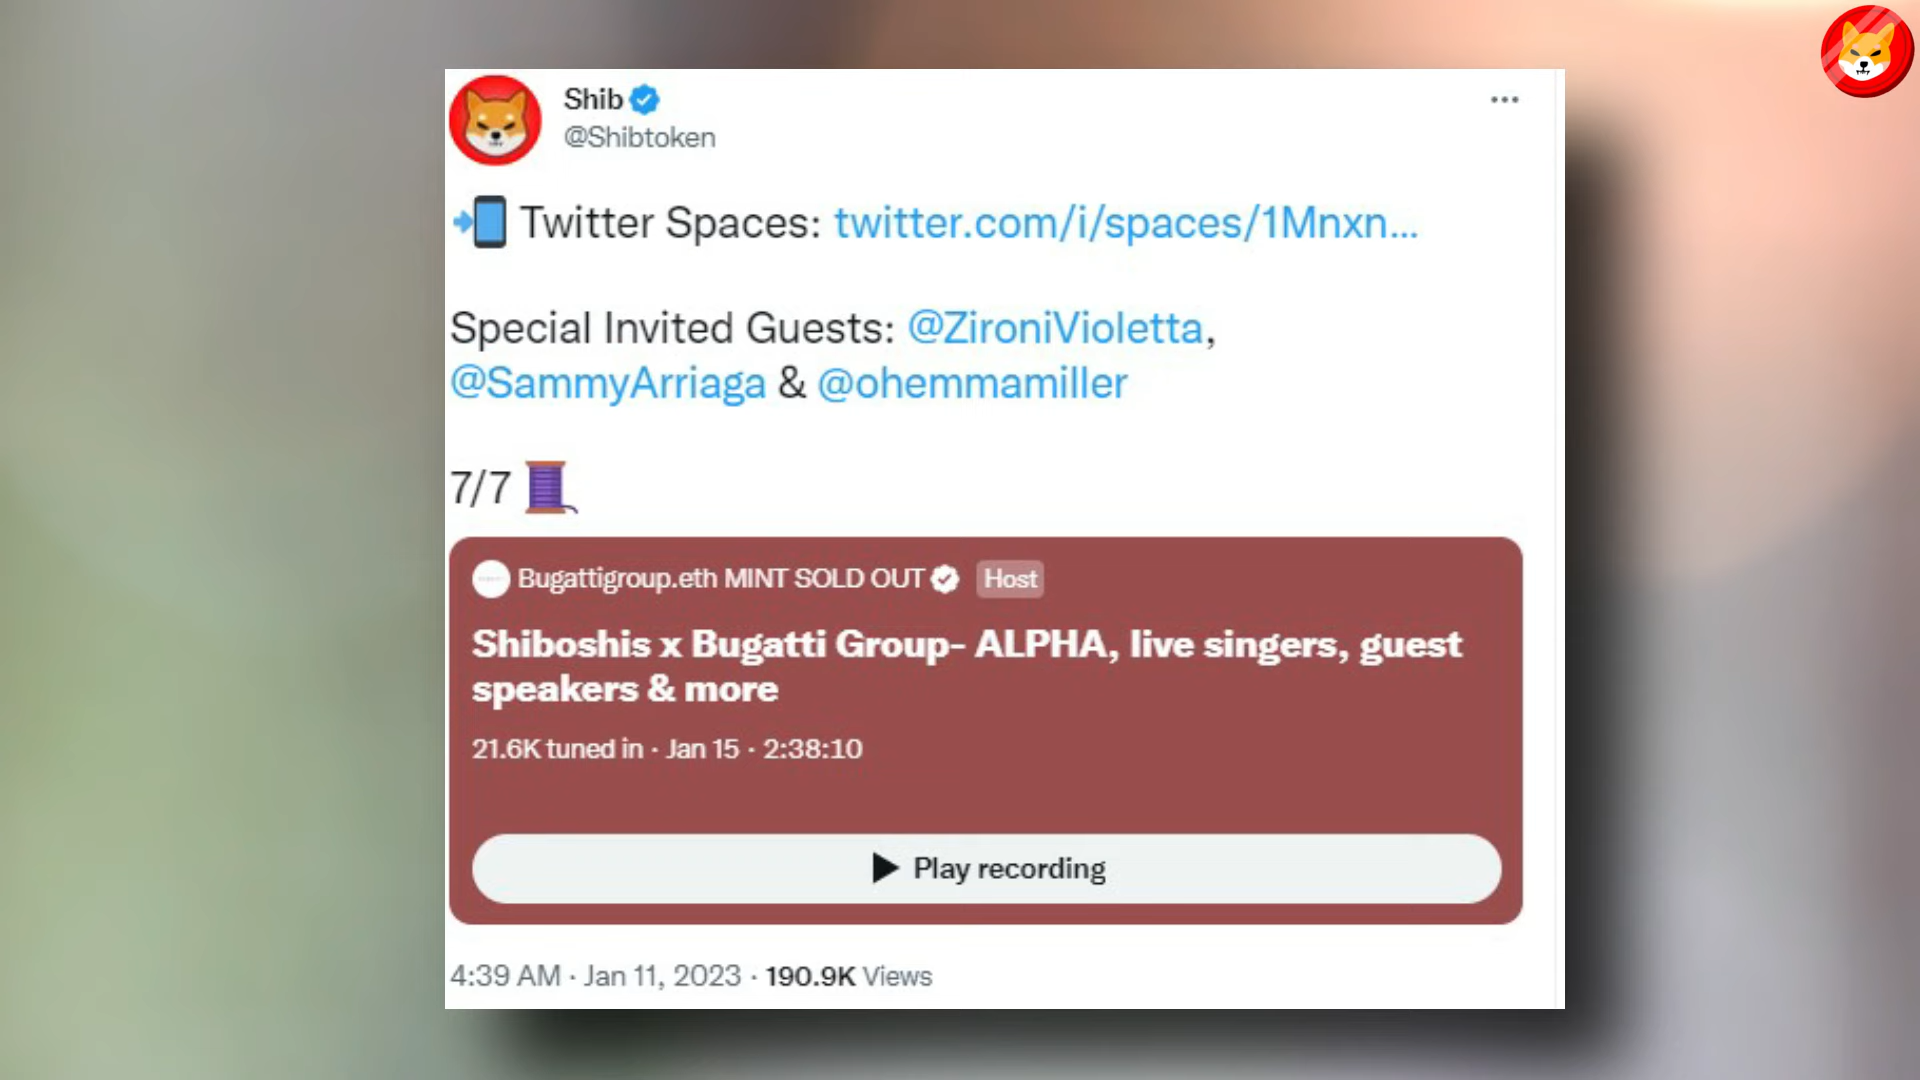 Shib
@Shibtoken
Twitter Spaces: twitter.com/i/spaces/1Mnxn...
Special Invited Guests: @ZironiVioletta,
@SammyArriaga & @ohemmamiller
7/7
Bugattigroup.eth MINT SOLD OUT Host
Shiboshis x Bugatti Group- ALPHA, live singers, guest
speakers & more
21.6K tuned in · Jan 15 · 2:38:10
Play recording
4:39 AM · Jan 11, 2023 · 190.9K Views